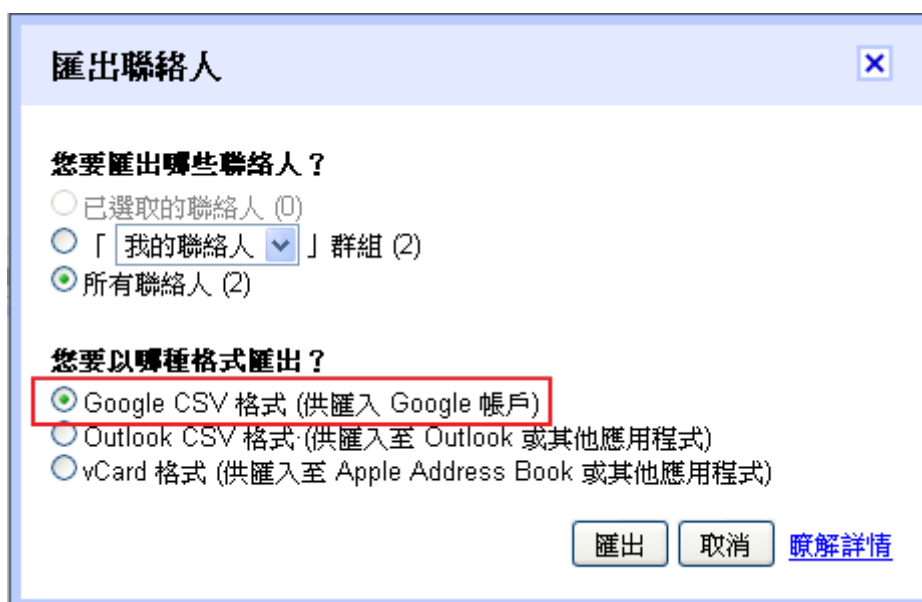 匯出聯絡人
您要匯出哪些聯絡人？
已選取的聯絡人 (0)
「 我的聯絡人 」群組 (2)
所有聯絡人 (2)
您要以哪種格式匯出？
Google CSV 格式 (供匯入 Google 帳戶)
Outlook CSV 格式 (供匯入至 Outlook 或其他應用程式)
vCard 格式 (供匯入至 Apple Address Book 或其他應用程式)
匯出 取消 瞭解詳情